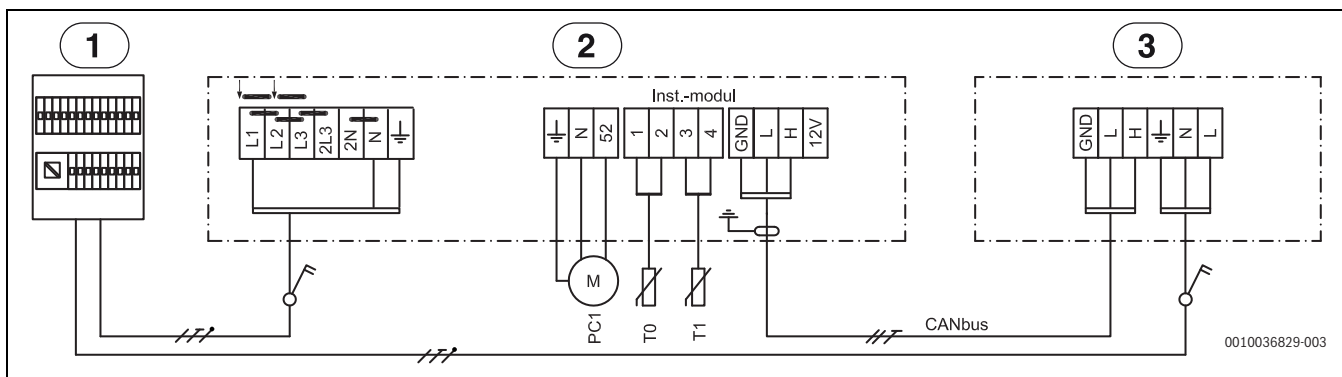 1
2
3
Inst.-modul
L1 L2 L3 2L3 2N N
N 52
1 2 3 4
GND L H 12V
GND L H N L
M
PC1
T0
T1
CANbus
0010036829-003